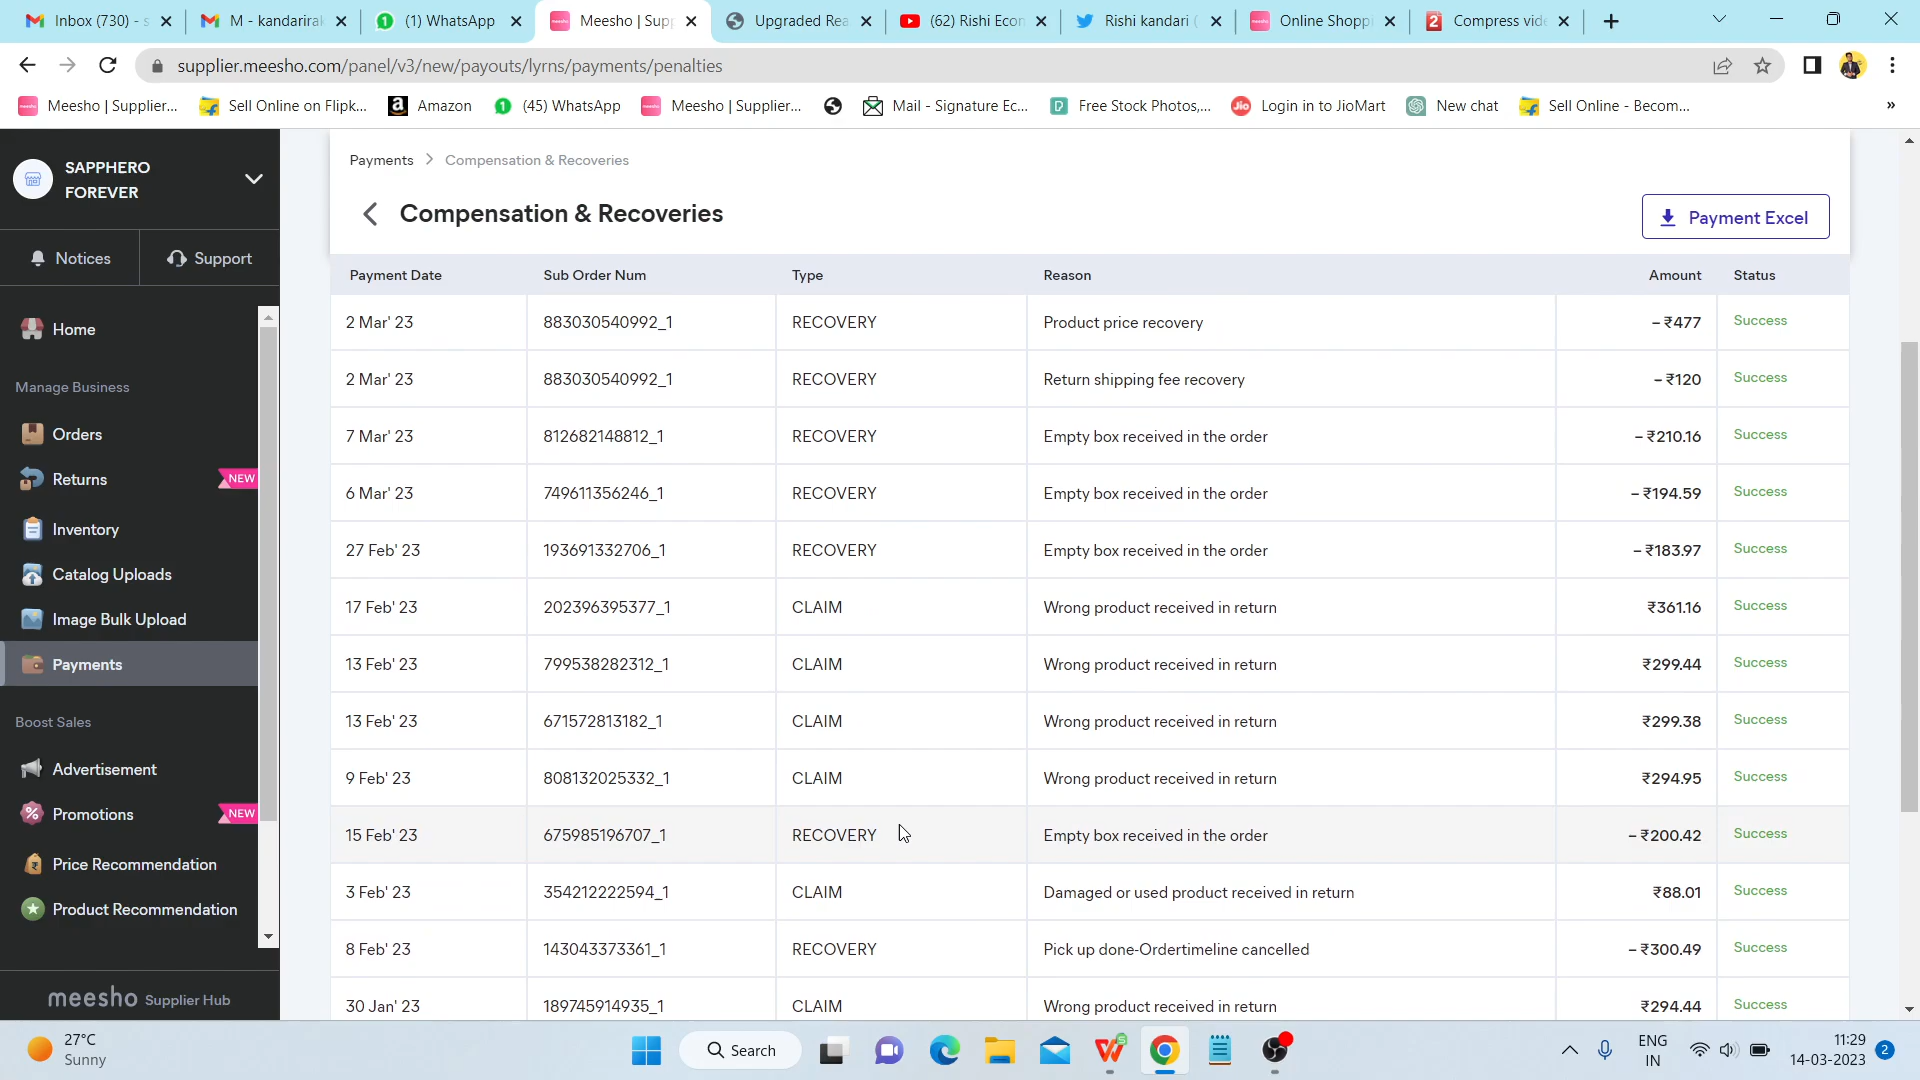 Inbox (730) - s
M - kandarirak
(1) WhatsApp
Meesho | Supp
Upgraded Rea
(62) Rishi Econ
Rishi kandari (
Online Shoppi
Compress vide
supplier.meesho.com/panel/v3/new/payouts/lyrns/payments/penalties
Meesho | Supplier...
Sell Online on Flipk...
Amazon
(45) WhatsApp
Meesho | Supplier...
Mail - Signature Ec...
Free Stock Photos,...
Login in to JioMart
New chat
Sell Online - Becom...
»
SAPPHERO
FOREVER
Notices
Support
Home
Manage Business
Orders
Returns NEW
Inventory
Catalog Uploads
Image Bulk Upload
Payments
Boost Sales
Advertisement
Promotions NEW
Price Recommendation
Product Recommendation
meesho Supplier Hub
Payments > Compensation & Recoveries
Compensation & Recoveries
Payment Excel
Payment Date Sub Order Num Type Reason Amount Status
2 Mar' 23 883030540992_1 RECOVERY Product price recovery – ₹477 Success
2 Mar' 23 883030540992_1 RECOVERY Return shipping fee recovery – ₹120 Success
7 Mar' 23 812682148812_1 RECOVERY Empty box received in the order – ₹210.16 Success
6 Mar' 23 749611356246_1 RECOVERY Empty box received in the order – ₹194.59 Success
27 Feb' 23 193691332706_1 RECOVERY Empty box received in the order – ₹183.97 Success
17 Feb' 23 202396395377_1 CLAIM Wrong product received in return ₹361.16 Success
13 Feb' 23 799538282312_1 CLAIM Wrong product received in return ₹299.44 Success
13 Feb' 23 671572813182_1 CLAIM Wrong product received in return ₹299.38 Success
9 Feb' 23 808132025332_1 CLAIM Wrong product received in return ₹294.95 Success
15 Feb' 23 675985196707_1 RECOVERY Empty box received in the order – ₹200.42 Success
3 Feb' 23 354212222594_1 CLAIM Damaged or used product received in return ₹88.01 Success
8 Feb' 23 143043373361_1 RECOVERY Pick up done-Ordertimeline cancelled – ₹300.49 Success
30 Jan' 23 189745914935_1 CLAIM Wrong product received in return ₹294.44 Success
27°C
Sunny
Search
ENG
IN
11:29
14-03-2023
2